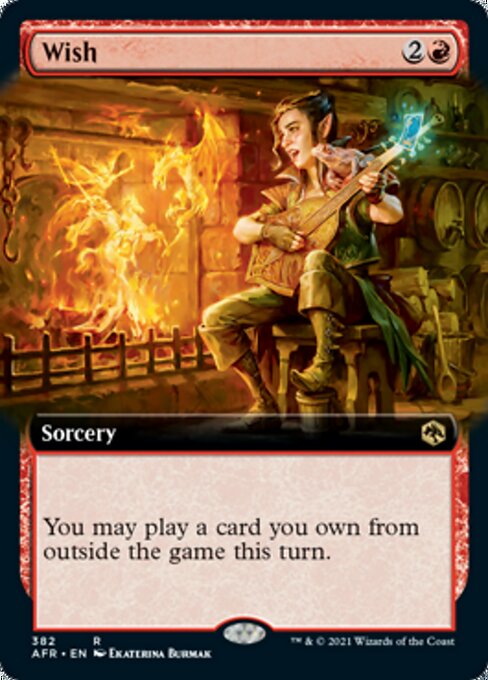 Wish 2
Sorcery
You may play a card you own from
outside the game this turn.
382 R
AFR • EN Ekaterina Burmak
™ & © 2021 Wizards of the Coast